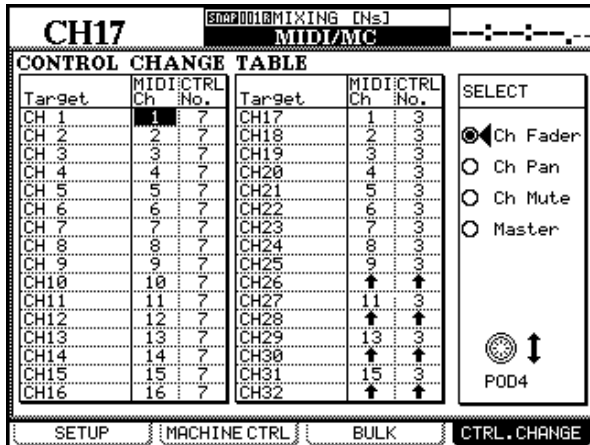 CH17
SNAP001 MIXING [Ns]
MIDI/MC
--:--:--.--
CONTROL CHANGE TABLE
Target MIDI Ch CTRL No. Target MIDI Ch CTRL No.
CH 1 1 7 CH17 1 3
CH 2 2 7 CH18 2 3
CH 3 3 7 CH19 3 3
CH 4 4 7 CH20 4 3
CH 5 5 7 CH21 5 3
CH 6 6 7 CH22 6 3
CH 7 7 7 CH23 7 3
CH 8 8 7 CH24 8 3
CH 9 9 7 CH25 9 3
CH10 10 7 CH26 ↑ ↑
CH11 11 7 CH27 11 3
CH12 12 7 CH28 ↑ ↑
CH13 13 7 CH29 13 3
CH14 14 7 CH30 ↑ ↑
CH15 15 7 CH31 15 3
CH16 16 7 CH32 ↑ ↑
SELECT
Ch Fader
Ch Pan
Ch Mute
Master
POD4
SETUP MACHINE CTRL BULK CTRL.CHANGE